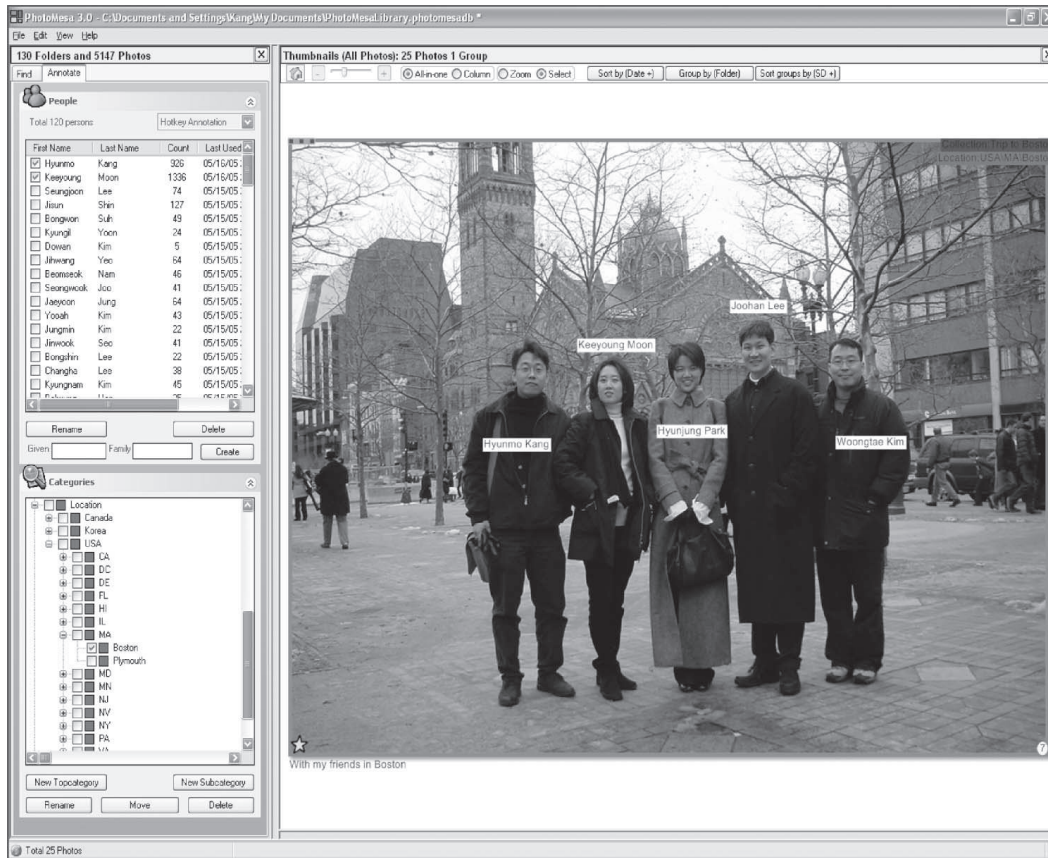 PhotoMesa 3.0 - C:\Documents and Settings\Kang\My Documents\PhotoMesaLibrary.photomesadb *
File Edit View Help
130 Folders and 5147 Photos
Find Annotate
People
Total 120 persons Hotkey Annotation
First Name Last Name Count Last Used
Hyunmo Kang 926 05/16/05
Keeyoung Moon 1336 05/16/05
Seungjoon Lee 74 05/15/05
Jisun Shin 127 05/15/05
Bongwon Suh 49 05/15/05
Kyungil Yoon 24 05/15/05
Dowan Kim 5 05/15/05
Jihwang Yeo 64 05/15/05
Beomseok Nam 46 05/15/05
Seongwook Joo 41 05/15/05
Jaeyoon Jung 64 05/15/05
Yooah Kim 43 05/15/05
Jungmin Kim 22 05/15/05
Jinwook Seo 41 05/15/05
Bongshin Lee 22 05/15/05
Changha Lee 38 05/15/05
Kyungnam Kim 45 05/15/05
Rename Delete
Given: Family: Create
Categories
Location
Canada
Korea
USA
CA
DC
DE
FL
HI
IL
MA
Boston
Plymouth
MD
MN
NJ
NV
NY
PA
VA
New Topcategory New Subcategory
Rename Move Delete
Total 25 Photos
Thumbnails (All Photos): 25 Photos 1 Group
All-in-one Column Zoom Select Sort by (Date +) Group by (Folder) Sort groups by (SD +)
Collection:Trip to Boston
Location:USA\MA\Boston
Joohan Lee
Keeyoung Moon
Hyunjung Park
Hyunmo Kang
Woongtae Kim
7
With my friends in Boston